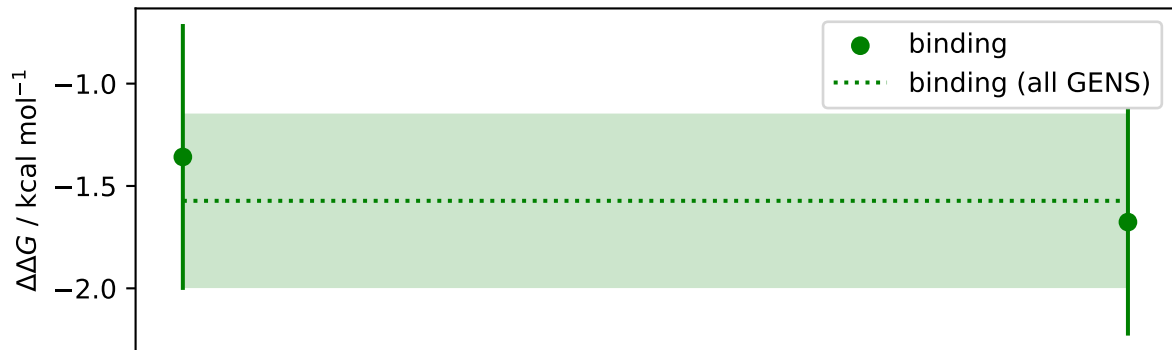 binding
binding (all GENS)
−1.0
−1.5
−2.0
ΔΔG / kcal mol⁻¹